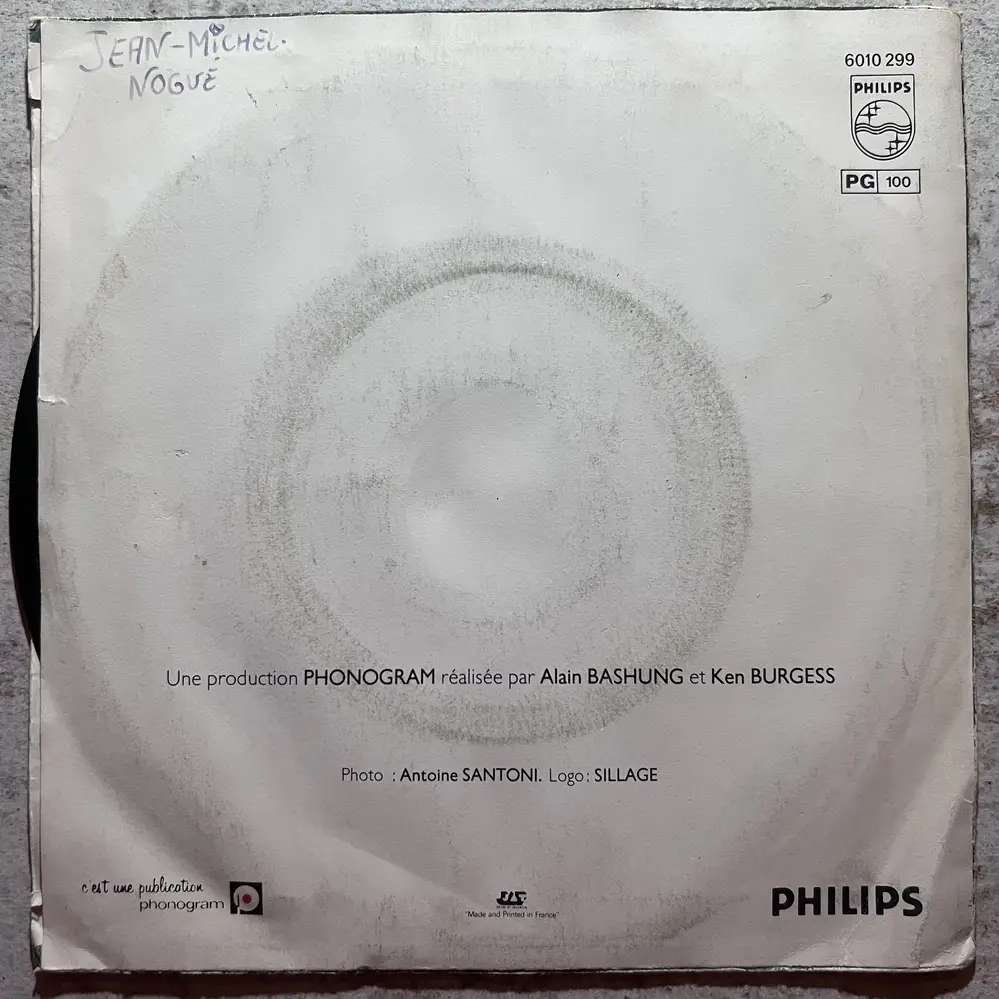 JEAN-MICHEL.
NOGUÉ
6010 299
PHILIPS
PG 100
Une production PHONOGRAM réalisée par Alain BASHUNG et Ken BURGESS
Photo : Antoine SANTONI. Logo : SILLAGE
c'est une publication
phonogram
"Made and Printed in France"
PHILIPS